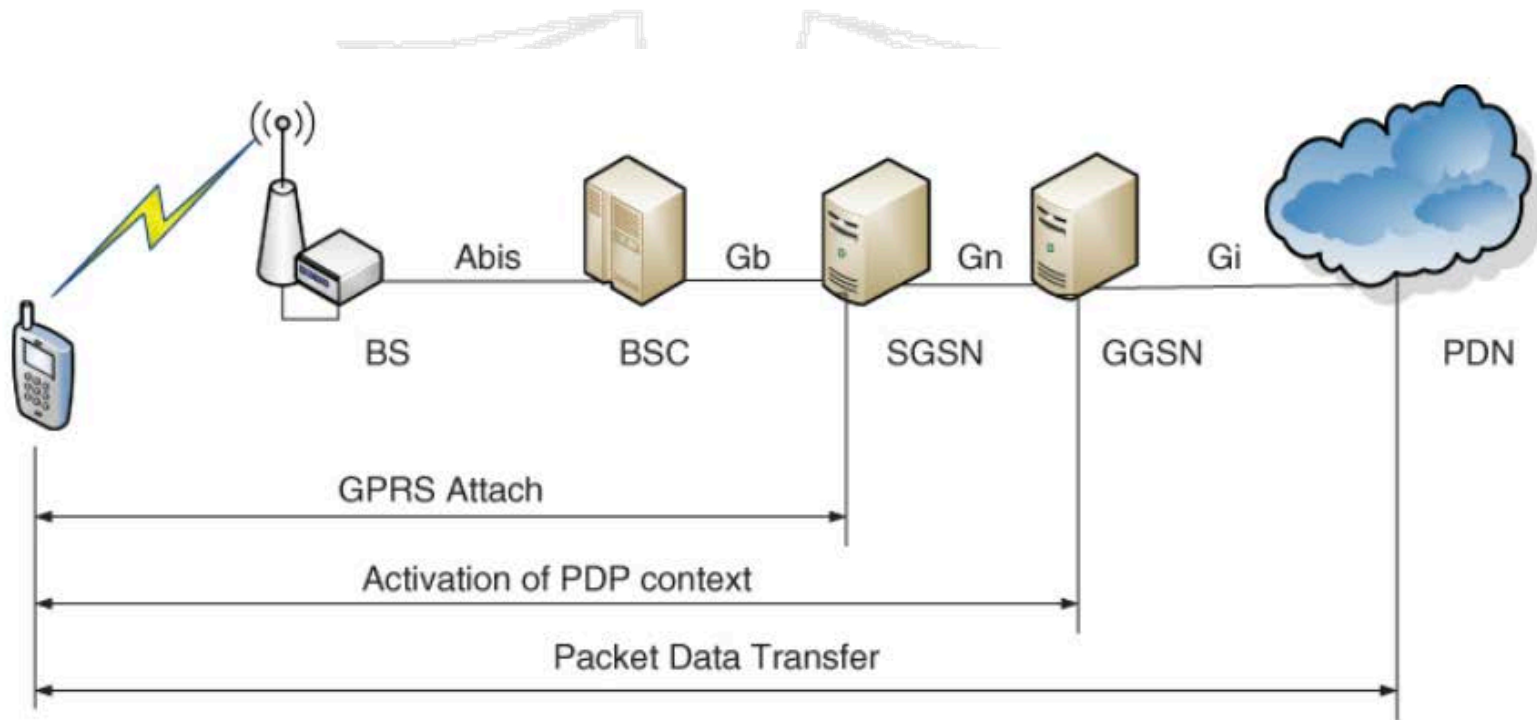 Abis
Gb
Gn
Gi
BS
BSC
SGSN
GGSN
PDN
GPRS Attach
Activation of PDP context
Packet Data Transfer